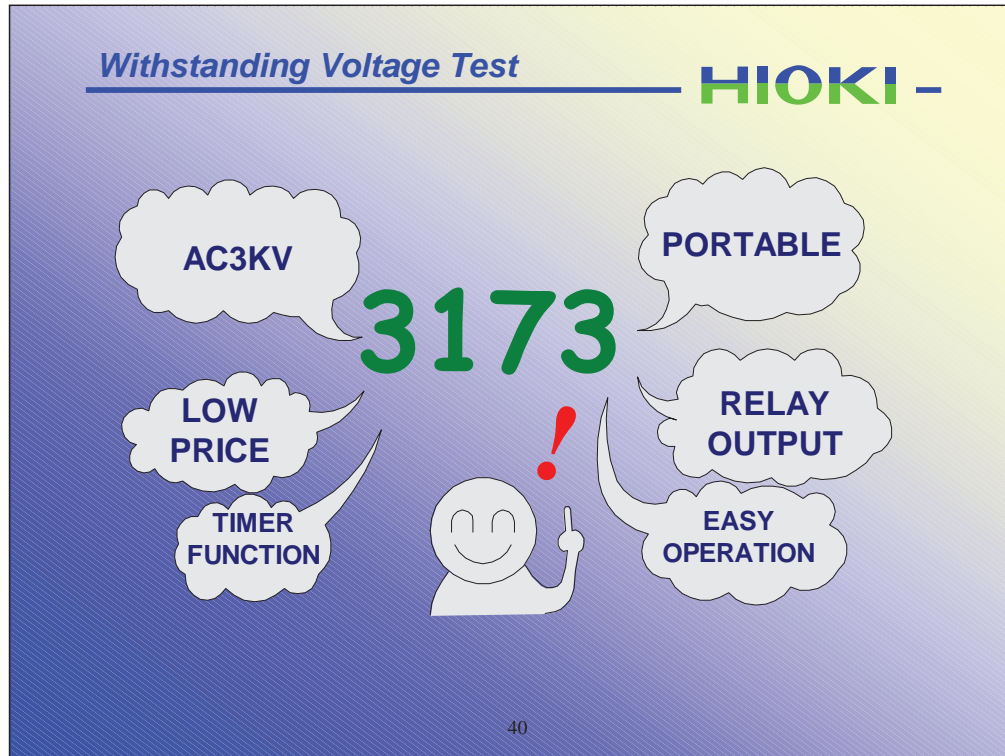 Withstanding Voltage Test
HIOKI
AC3KV
PORTABLE
3173
LOW
PRICE
RELAY
OUTPUT
!
TIMER
FUNCTION
EASY
OPERATION
40